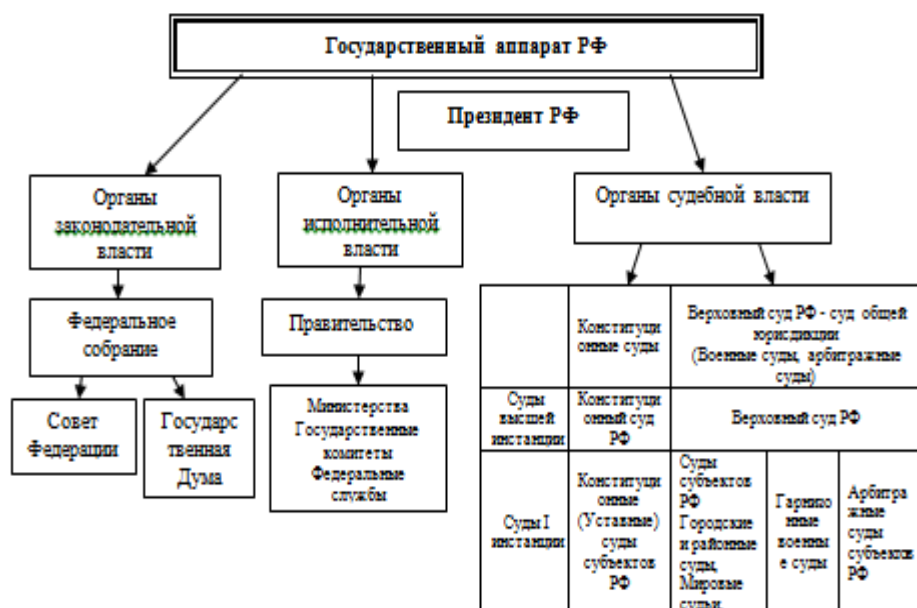 Государственный аппарат РФ
Президент РФ
Органы
законодательной
власти
Органы
исполнительной
власти
Органы судебной власти
Федеральное
собрание
Правительство
Совет
Федерации
Государс
твенная
Дума
Министерства
Государственные
комитеты
Федеральные
службы
Конституци
онные суды
Верховный суд РФ - суд общей
юрисдикции
(Военные суды, арбитражные
суды)
Суды
высшей
инстанции
Конституци
онный суд
РФ
Верховный суд РФ
Суды I
инстанции
Конституци
онные
(Уставные)
суды
субъектов
РФ
Суды
субъектов
РФ
Городские
и районные
суды,
Мировые
судьи.
Гарнизо
нные
военны
е суды
Арбитра
жные
суды
субъектов
РФ